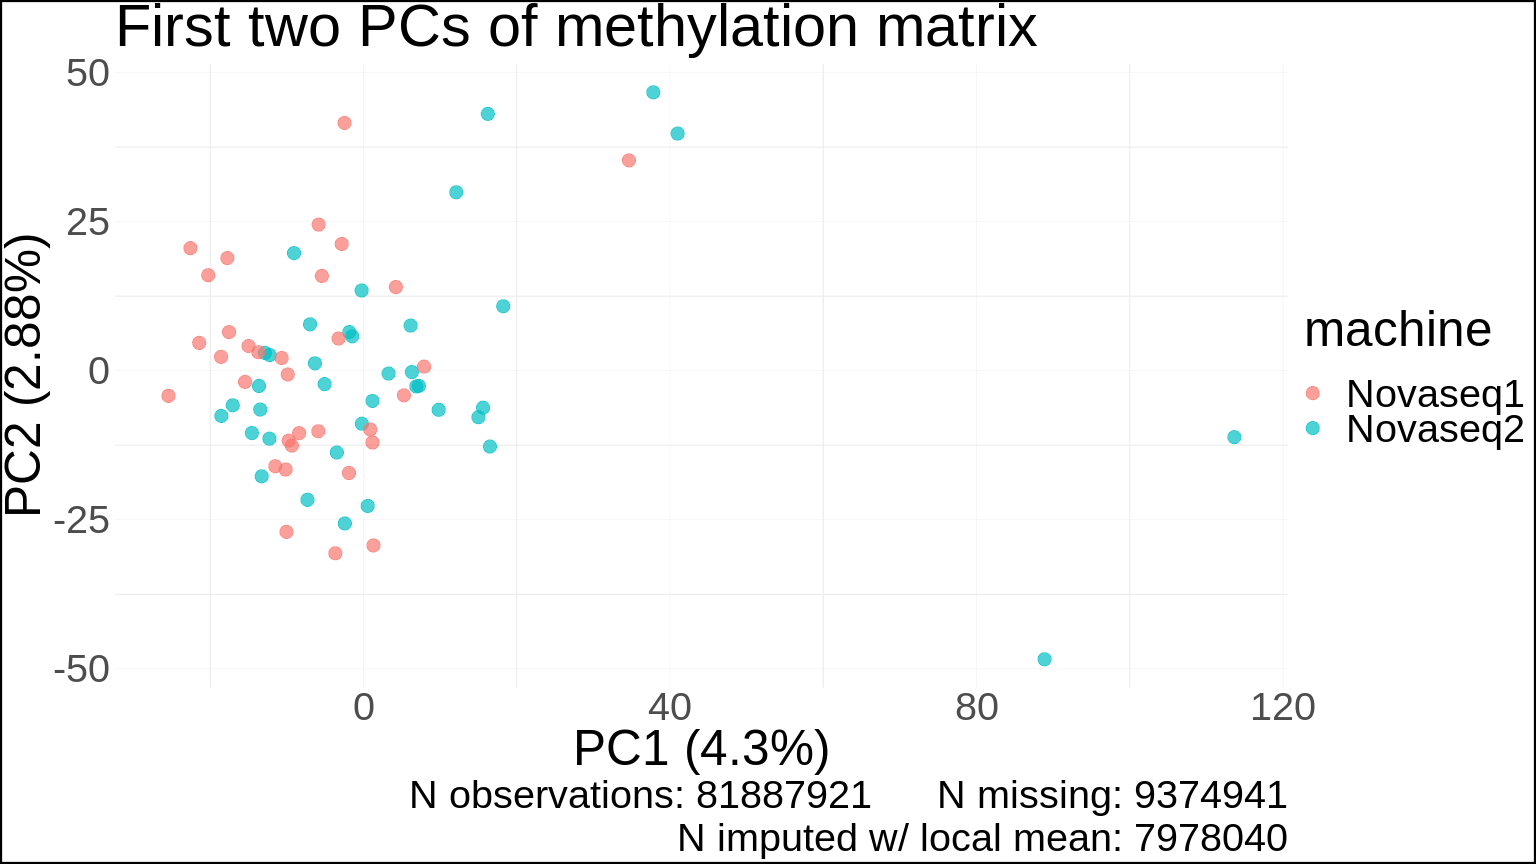 First two PCs of methylation matrix
50
25
0
-25
-50
PC2 (2.88%)
0 40 80 120
PC1 (4.3%)
machine
Novaseq1
Novaseq2
N observations: 81887921 N missing: 9374941
N imputed w/ local mean: 7978040